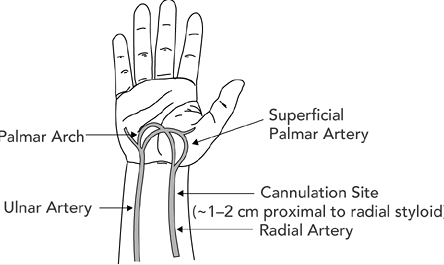 Superficial
Palmar Artery
Palmar Arch
Cannulation Site
(~1–2 cm proximal to radial styloid)
Ulnar Artery
Radial Artery